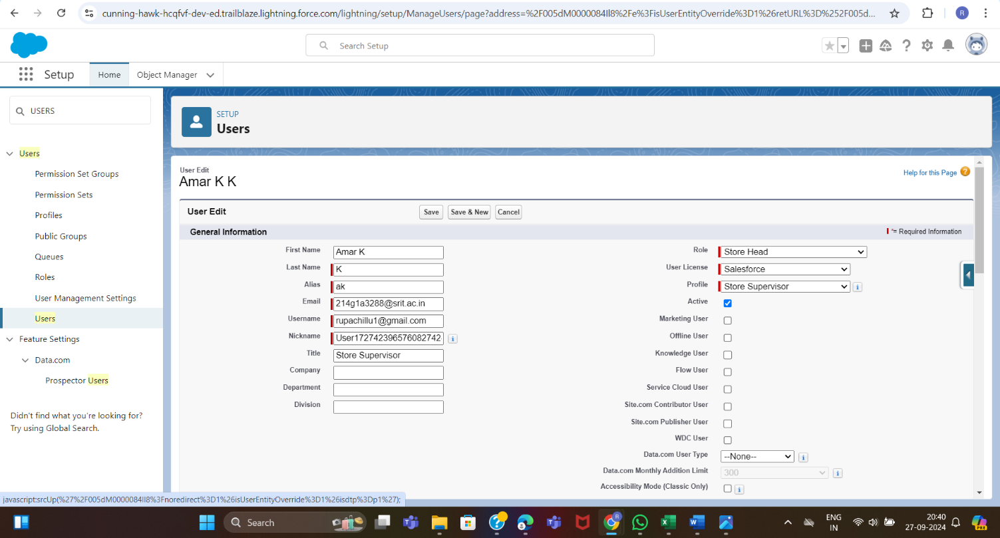 cunning-hawk-hcqfvf-dev-ed.trailblaze.lightning.force.com/lightning/setup/ManageUsers/page?address=%2F005dM0000084Il8%2Fe%3FisUserEntityOverride%3D1%26retURL%3D%252F005d...
R
Search Setup
Setup
Home
Object Manager
USERS
SETUP
Users
Users
Permission Set Groups
Permission Sets
Profiles
Public Groups
Queues
Roles
User Management Settings
Users
Feature Settings
Data.com
Prospector Users
Didn't find what you're looking for?
Try using Global Search.
User Edit
Amar K K
Help for this Page ?
User Edit
Save
Save & New
Cancel
General Information
*= Required Information
First Name Amar K
Last Name K
Alias ak
Email 214g1a3288@srit.ac.in
Username rupachillu1@gmail.com
Nickname User172742396576082742 i
Title Store Supervisor
Company
Department
Division
Role Store Head
User License Salesforce
Profile Store Supervisor i
Active
Marketing User
Offline User
Knowledge User
Flow User
Service Cloud User
Site.com Contributor User
Site.com Publisher User
WDC User
Data.com User Type --None-- i
Data.com Monthly Addition Limit 300 i
Accessibility Mode (Classic Only) i
javascript:srcUp(%27%2F005dM0000084Il8%3Fnoredirect%3D1%26isUserEntityOverride%3D1%26isdtp%3Dp1%27);
Search
ENG
IN
20:40
27-09-2024
PRE